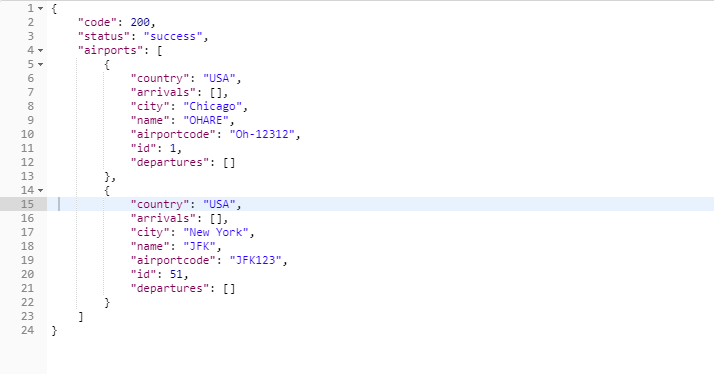 1 {
2     "code": 200,
3     "status": "success",
4     "airports": [
5         {
6             "country": "USA",
7             "arrivals": [],
8             "city": "Chicago",
9             "name": "OHARE",
10             "airportcode": "Oh-12312",
11             "id": 1,
12             "departures": []
13         },
14         {
15             "country": "USA",
16             "arrivals": [],
17             "city": "New York",
18             "name": "JFK",
19             "airportcode": "JFK123",
20             "id": 51,
21             "departures": []
22         }
23     ]
24 }